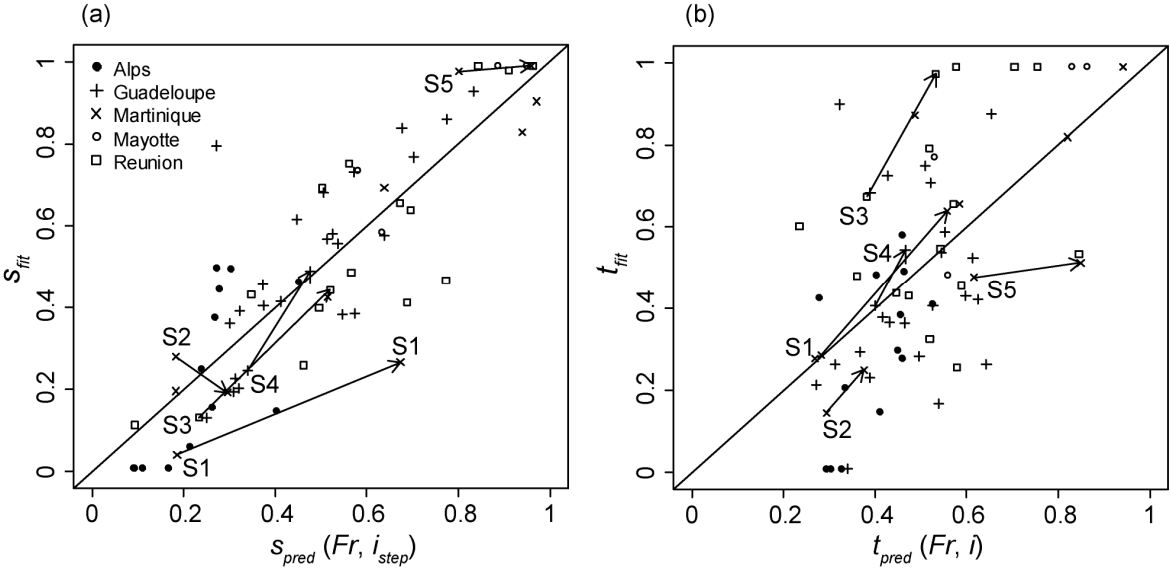 (a)
s_fit
1
0.8
0.6
0.4
0.2
0
Alps
Guadeloupe
Martinique
Mayotte
Reunion
S5
S2
S4
S1
S3
S1
0 0.2 0.4 0.6 0.8 1
s_pred (Fr, i_step)
(b)
t_fit
1
0.8
0.6
0.4
0.2
0
S3
S4
S5
S1
S2
0 0.2 0.4 0.6 0.8 1
t_pred (Fr, i)